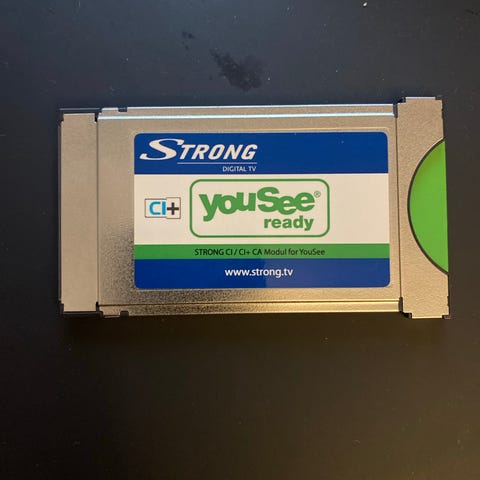 STRONG
DIGITAL TV
CI+
youSee®
ready
STRONG CI / CI+ CA Modul for YouSee
www.strong.tv